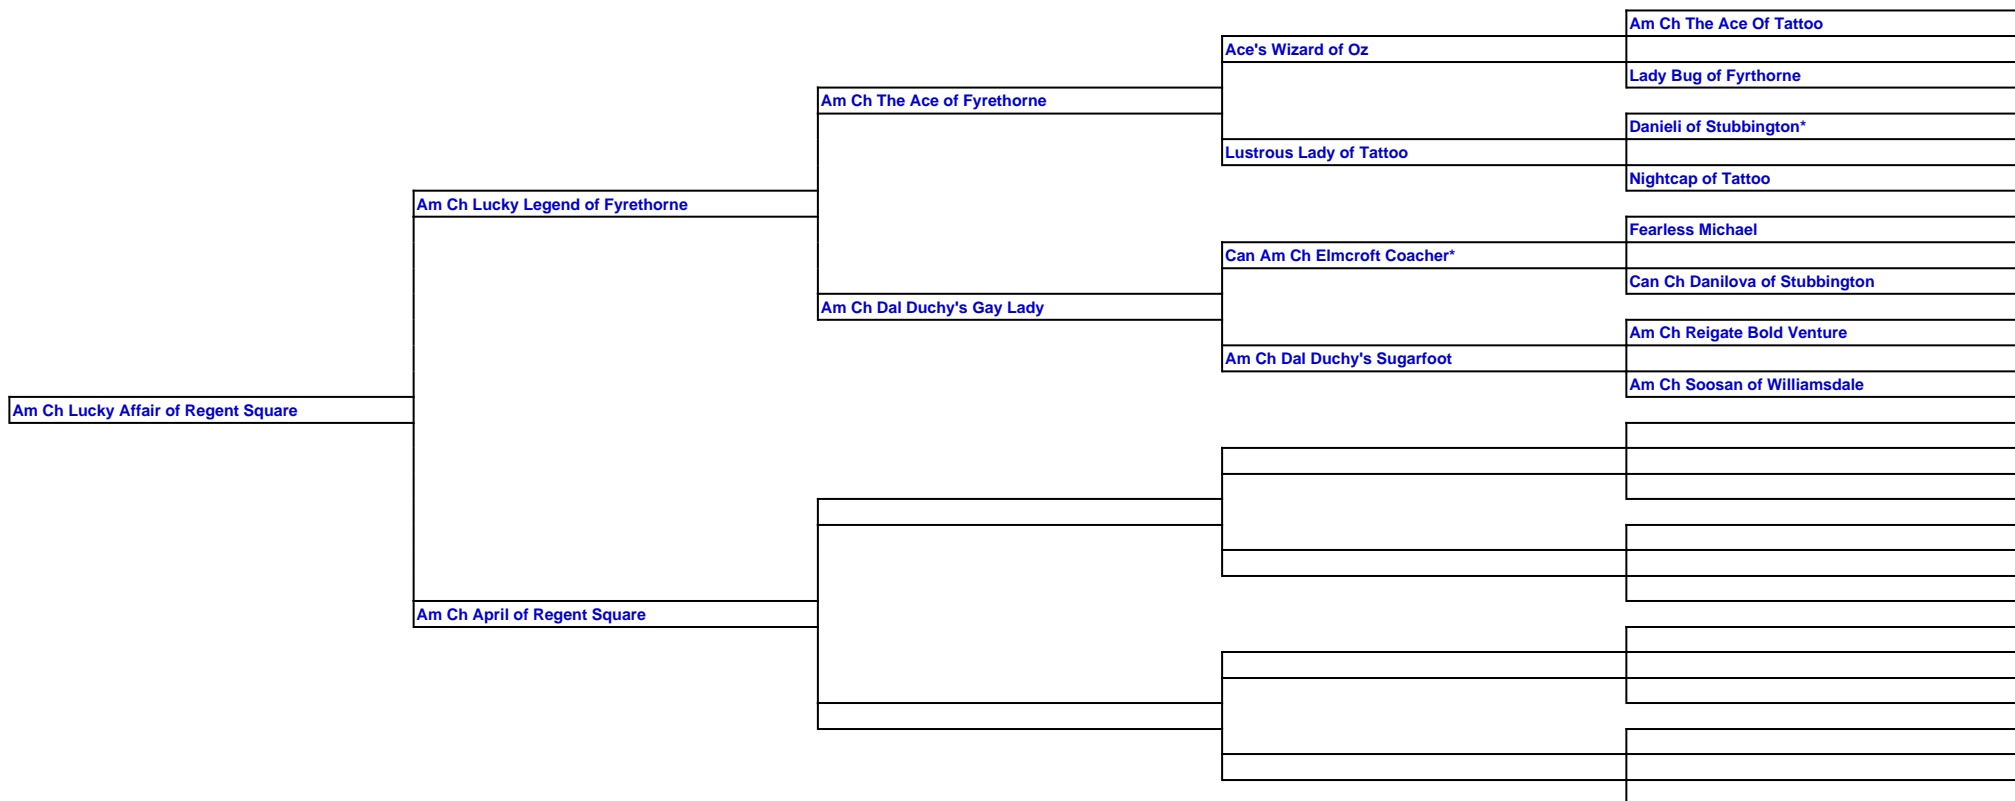 Am Ch The Ace Of Tattoo
Ace's Wizard of Oz
Lady Bug of Fyrthorne
Am Ch The Ace of Fyrethorne
Danieli of Stubbington*
Lustrous Lady of Tattoo
Nightcap of Tattoo
Am Ch Lucky Legend of Fyrethorne
Fearless Michael
Can Am Ch Elmcroft Coacher*
Can Ch Danilova of Stubbington
Am Ch Dal Duchy's Gay Lady
Am Ch Reigate Bold Venture
Am Ch Dal Duchy's Sugarfoot
Am Ch Soosan of Williamsdale
Am Ch Lucky Affair of Regent Square
Am Ch April of Regent Square